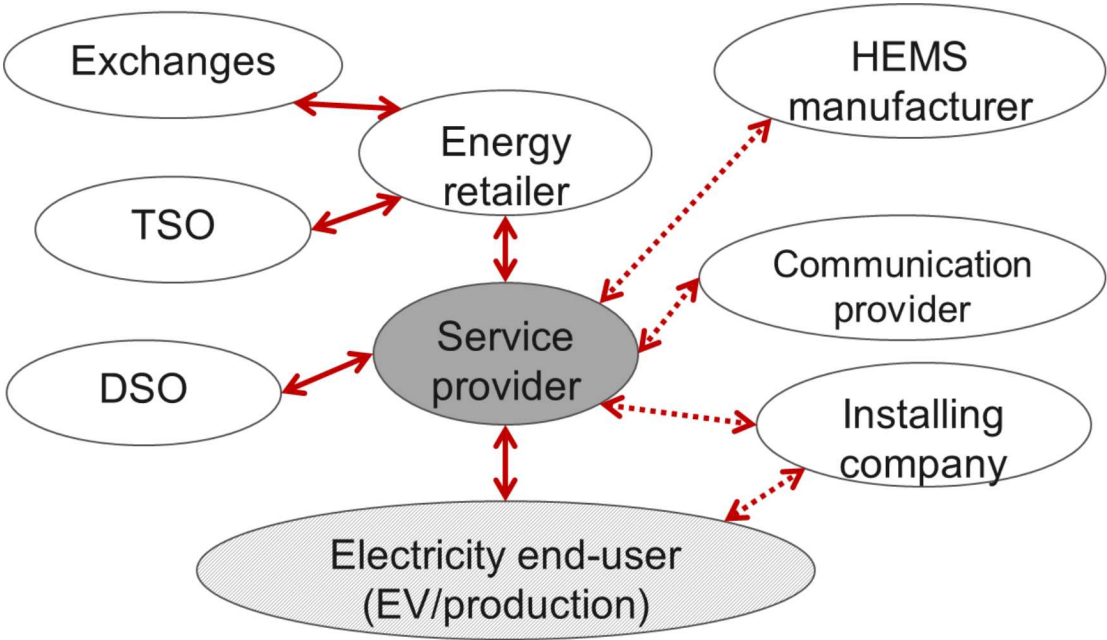 Exchanges
HEMS
manufacturer
Energy
retailer
TSO
Communication
provider
Service
provider
DSO
Installing
company
Electricity end-user
(EV/production)